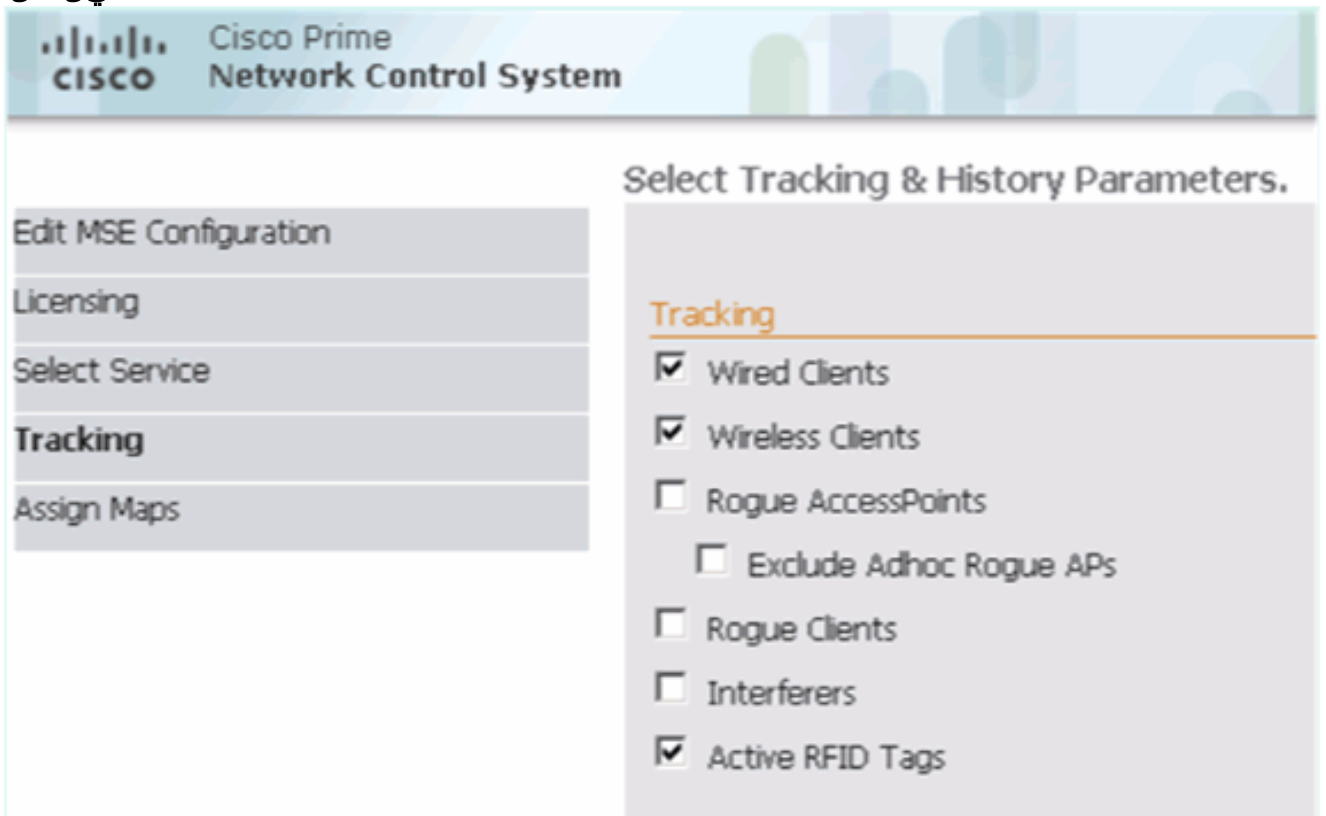 CISCO
Cisco Prime
Network Control System
Edit MSE Configuration
Licensing
Select Service
Tracking
Assign Maps
Select Tracking & History Parameters.
Tracking
Wired Clients
Wireless Clients
Rogue AccessPoints
Exclude Adhoc Rogue APs
Rogue Clients
Interferers
Active RFID Tags